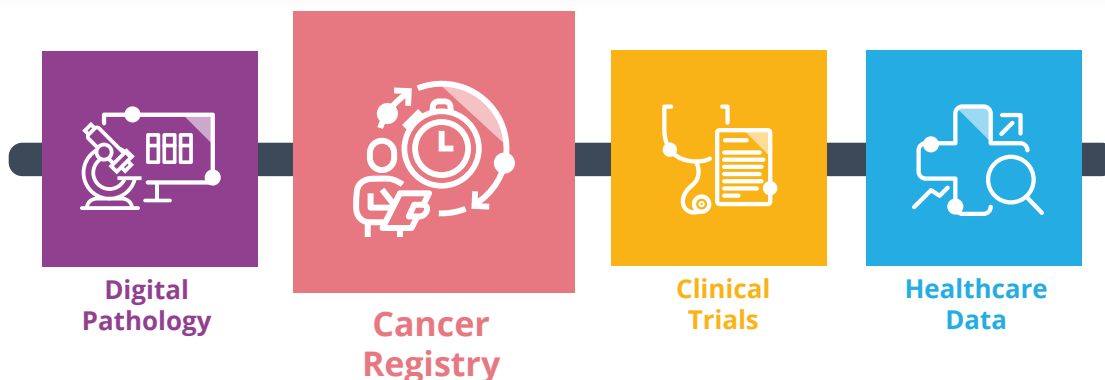 Digital
Pathology
Cancer
Registry
Clinical
Trials
Healthcare
Data